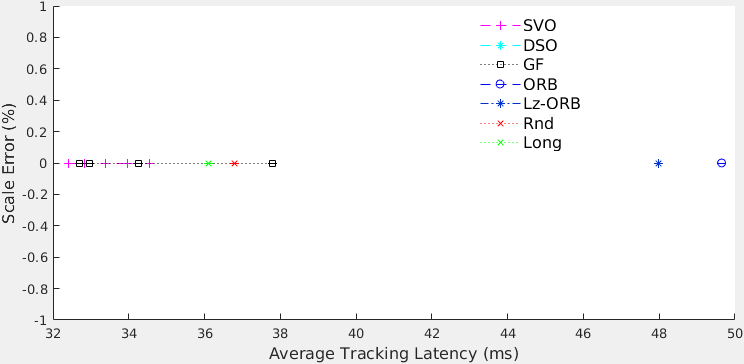 1
0.8
0.6
0.4
0.2
0
-0.2
-0.4
-0.6
-0.8
-1
Scale Error (%)
SVO
DSO
GF
ORB
Lz-ORB
Rnd
Long
32 34 36 38 40 42 44 46 48 50
Average Tracking Latency (ms)